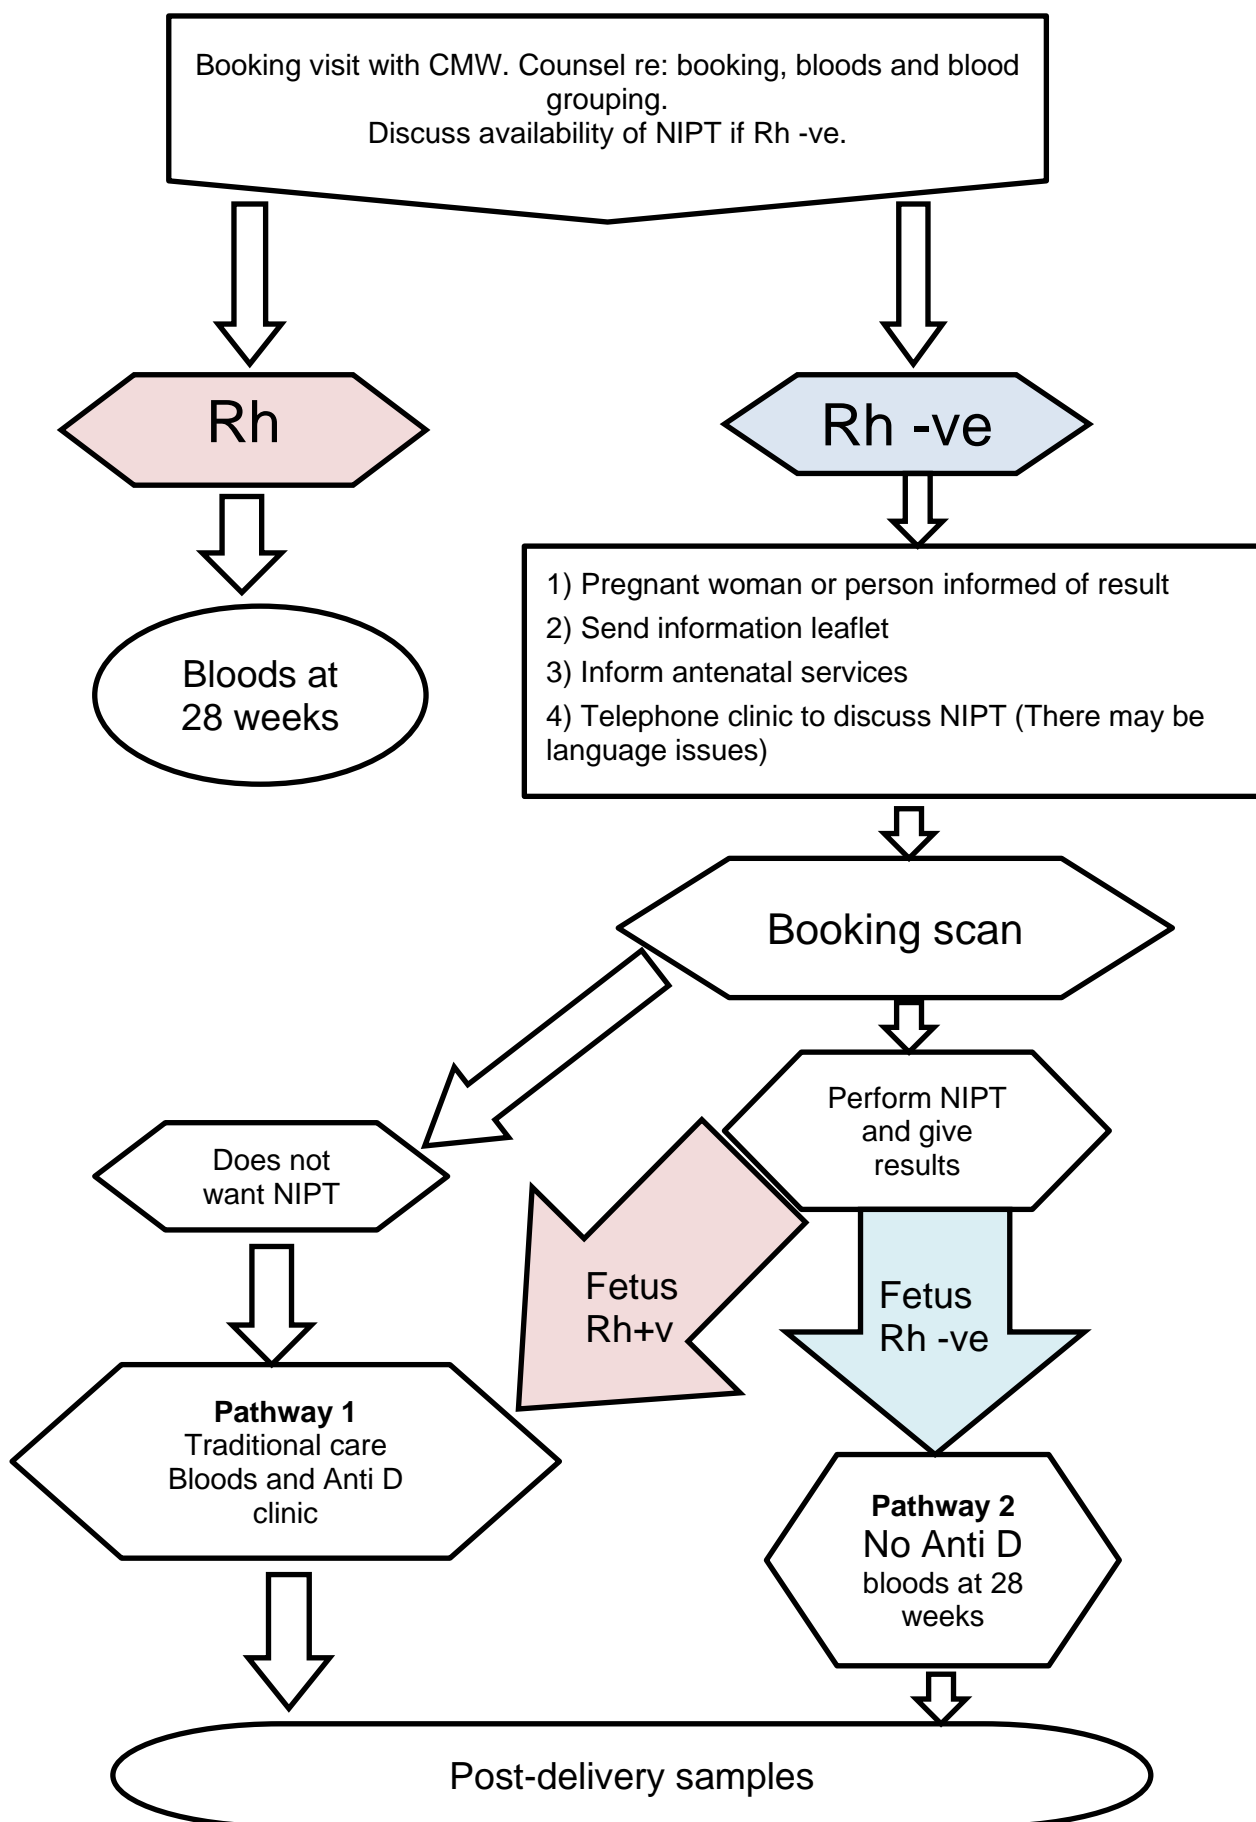 Booking visit with CMW. Counsel re: booking, bloods and blood
grouping.
Discuss availability of NIPT if Rh -ve.
Rh
Rh -ve
1) Pregnant woman or person informed of result
2) Send information leaflet
3) Inform antenatal services
4) Telephone clinic to discuss NIPT (There may be
language issues)
Bloods at
28 weeks
Booking scan
Perform NIPT
and give
results
Does not
want NIPT
Fetus
Rh+v
Fetus
Rh -ve
Pathway 1
Traditional care
Bloods and Anti D
clinic
Pathway 2
No Anti D
bloods at 28
weeks
Post-delivery samples